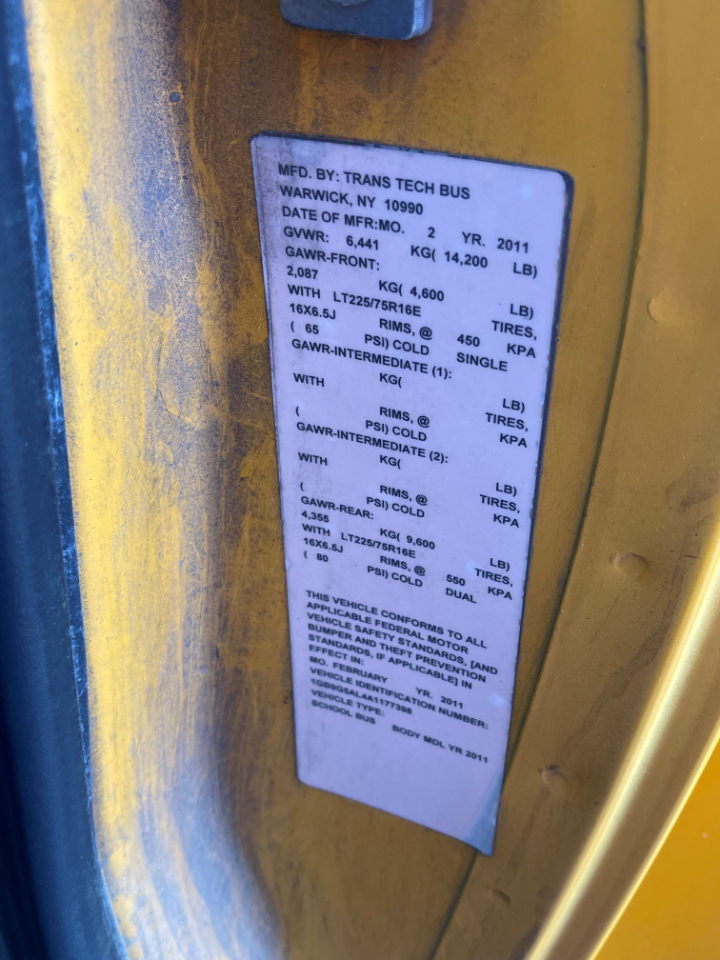 MFD. BY: TRANS TECH BUS
WARWICK, NY 10990
DATE OF MFR:MO. 2 YR. 2011
GVWR: 6,441 KG( 14,200 LB)
GAWR-FRONT:
2,087 KG( 4,600 LB)
WITH LT225/75R16E TIRES,
16X6.5J RIMS, @ 450 KPA
( 65 PSI) COLD SINGLE
GAWR-INTERMEDIATE (1):
KG( LB)
WITH TIRES,
RIMS, @ KPA
( PSI) COLD
GAWR-INTERMEDIATE (2):
KG( LB)
WITH TIRES,
RIMS, @ KPA
( PSI) COLD
GAWR-REAR:
4,355 KG( 9,600 LB)
WITH LT225/75R16E TIRES,
16X6.5J RIMS, @ 550 KPA
( 80 PSI) COLD DUAL
THIS VEHICLE CONFORMS TO ALL
APPLICABLE FEDERAL MOTOR
VEHICLE SAFETY STANDARDS, [AND
BUMPER AND THEFT PREVENTION
STANDARDS, IF APPLICABLE] IN
EFFECT IN:
MO. FEBRUARY YR. 2011
VEHICLE IDENTIFICATION NUMBER:
1GB9G5AL4A1177398
VEHICLE TYPE:
SCHOOL BUS BODY MDL YR 2011